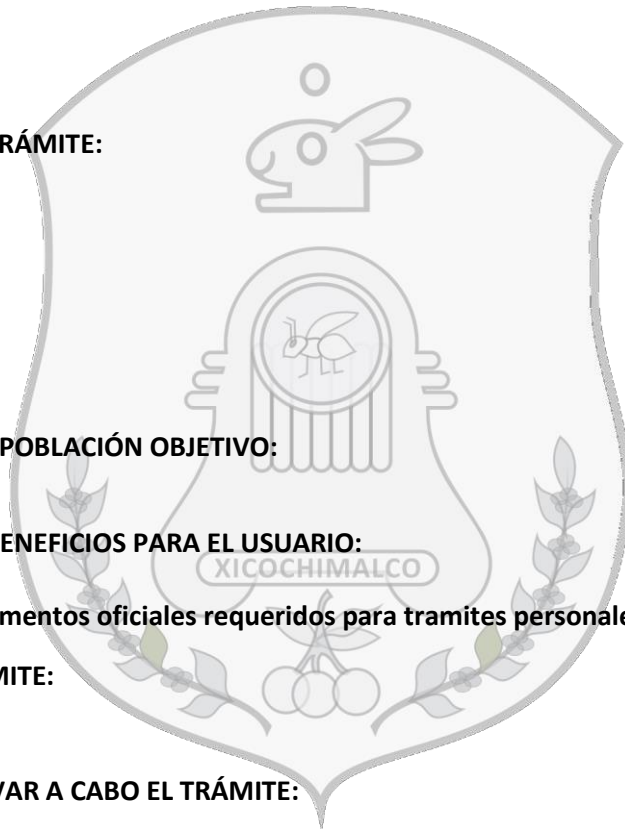 RÁMITE:
POBLACIÓN OBJETIVO:
ENEFICIOS PARA EL USUARIO:
XICOCHIMALCO
mentos oficiales requeridos para tramites personale
MITE:
VAR A CABO EL TRÁMITE: